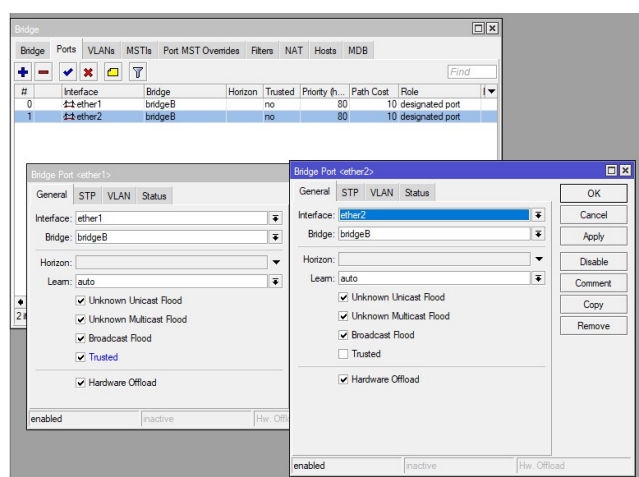 Bridge
Bridge Ports VLANs MSTIs Port MST Overrides Filters NAT Hosts MDB
Find
# Interface Bridge Horizon Trusted Priority (h... Path Cost Role
0 ether1 bridgeB no 80 10 designated port
1 ether2 bridgeB no 80 10 designated port
Bridge Port <ether1>
General STP VLAN Status
Interface: ether1
Bridge: bridgeB
Horizon:
Learn: auto
Unknown Unicast Flood
Unknown Multicast Flood
Broadcast Flood
Trusted
Hardware Offload
enabled inactive Hw. Offl
Bridge Port <ether2>
General STP VLAN Status
Interface: ether2
Bridge: bridgeB
Horizon:
Learn: auto
Unknown Unicast Flood
Unknown Multicast Flood
Broadcast Flood
Trusted
Hardware Offload
OK
Cancel
Apply
Disable
Comment
Copy
Remove
enabled inactive Hw. Offload